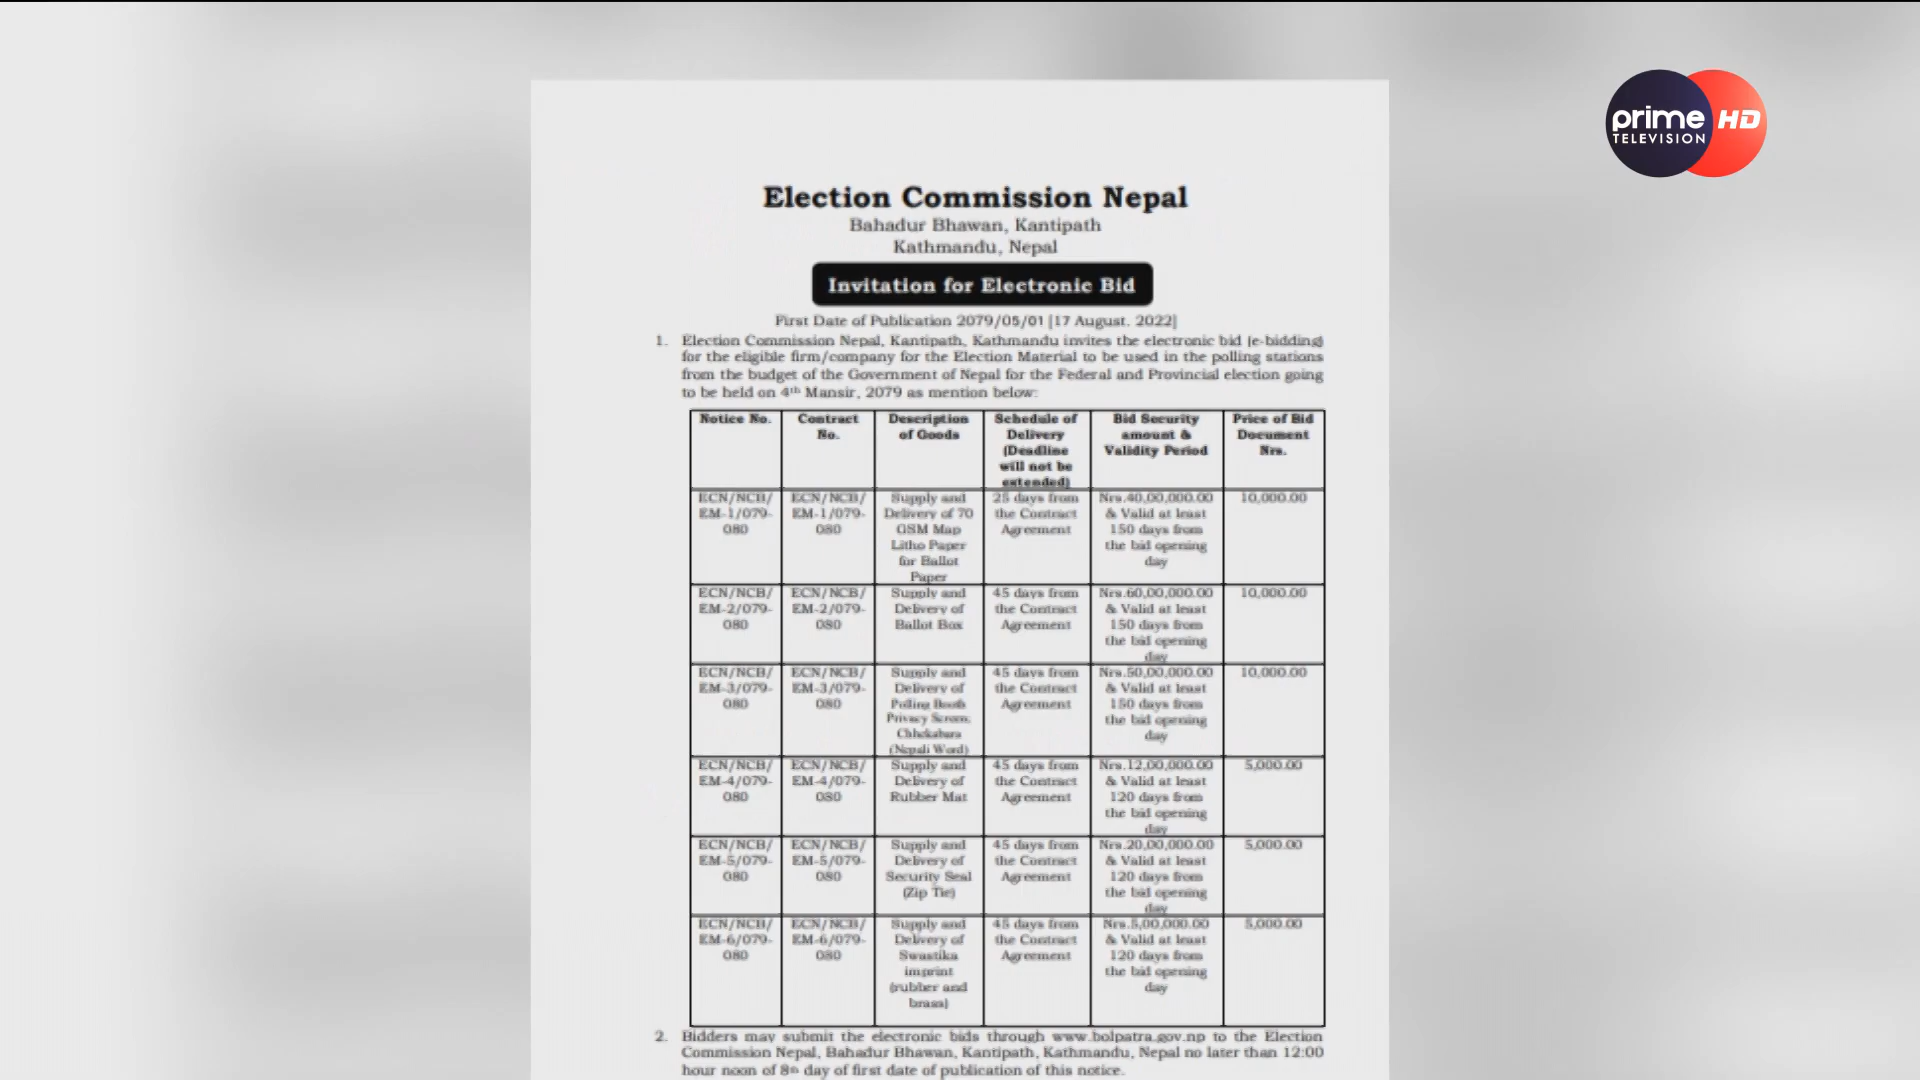 prime HD
TELEVISION
Election Commission Nepal
Bahadur Bhawan, Kantipath
Kathmandu, Nepal
Invitation for Electronic Bid
First Date of Publication 2079/05/01 [17 August. 2022]
1. Election Commission Nepal, Kantipath, Kathmandu invites the electronic bid (e-bidding)
for the eligible firm/company for the Election Material to be used in the polling stations
from the budget of the Government of Nepal for the Federal and Provincial election going
to be held on 4th Mansir, 2079 as mention below:
Notice No. Contract Description Schedule of Bid Security Price of Bid
No. of Goods Delivery amount & Document
(Deadline Validity Period Nrs.
will not be
extended)
ECN/NCB/ ECN/NCB/ Supply and 25 days from Nrs.40,00,000.00 10,000.00
EM-1/079- EM-1/079- Delivery of 70 the Contract & Valid at least
080 080 GSM Map Agreement 150 days from
Litho Paper the bid opening
for Ballot day
Paper
ECN/NCB/ ECN/NCB/ Supply and 45 days from Nrs.60,00,000.00 10,000.00
EM-2/079- EM-2/079- Delivery of the Contract & Valid at least
080 080 Ballot Box Agreement 150 days from
the bid opening
day
ECN/NCB/ ECN/NCB/ Supply and 45 days from Nrs.50,00,000.00 10,000.00
EM-3/079- EM-3/079- Delivery of the Contract & Valid at least
080 080 Polling Booth Agreement 150 days from
Privacy Screen, the bid opening
day
(Nepali Word)
ECN/NCB/ ECN/NCB/ Supply and 45 days from Nrs.12,00,000.00 5,000.00
EM-4/079- EM-4/079- Delivery of the Contract & Valid at least
080 080 Rubber Mat Agreement 120 days from
the bid opening
day
ECN/NCB/ ECN/NCB/ Supply and 45 days from Nrs.20,00,000.00 5,000.00
EM-5/079- EM-5/079- Delivery of the Contract & Valid at least
080 080 Security Seal Agreement 120 days from
(Zip Tie) the bid opening
day
ECN/NCB/ ECN/NCB/ Supply and 45 days from Nrs.5,00,000.00 5,000.00
EM-6/079- EM-6/079- Delivery of the Contract & Valid at least
080 080 Swastika Agreement 120 days from
imprint the bid opening
(rubber and day
brass)
2. Bidders may submit the electronic bids through www.bolpatra.gov.np to the Election
Commission Nepal, Bahadur Bhawan, Kantipath, Kathmandu, Nepal no later than 12:00
hour noon of 8th day of first date of publication of this notice.